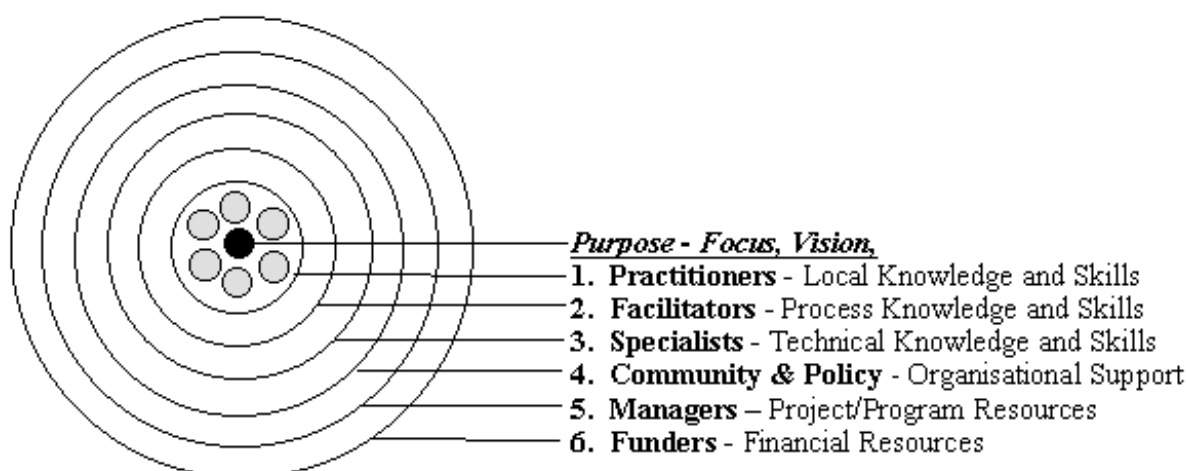 Purpose - Focus, Vision,
1. Practitioners - Local Knowledge and Skills
2. Facilitators - Process Knowledge and Skills
3. Specialists - Technical Knowledge and Skills
4. Community & Policy - Organisational Support
5. Managers – Project/Program Resources
6. Funders - Financial Resources